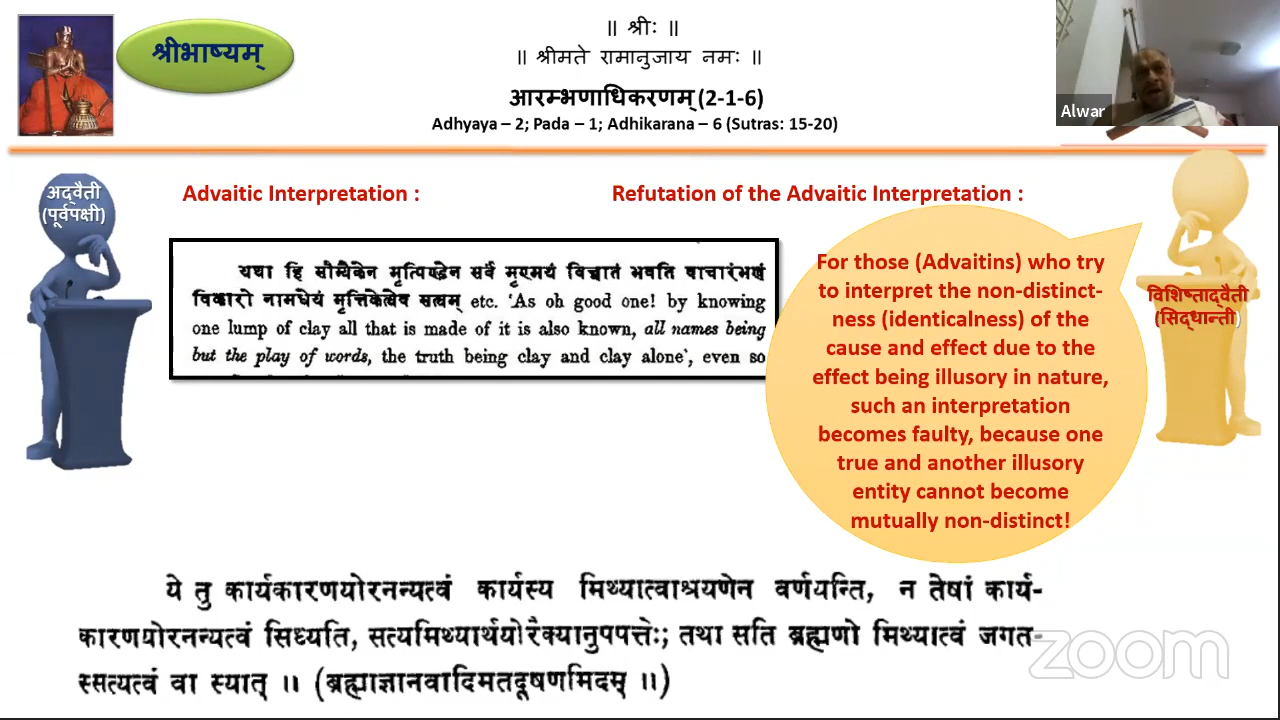 ॥ श्रीः ॥
॥ श्रीमते रामानुजाय नमः ॥
श्रीभाष्यम्
आरम्भणाधिकरणम् (2-1-6)
Adhyaya – 2; Pada – 1; Adhikarana – 6 (Sutras: 15-20)
Alwar
अद्वैती
(पूर्वपक्षी)
Advaitic Interpretation :
यथा हि सौम्यैकेन मृत्पिण्डेन सर्वं मृण्मयं विज्ञातं भवति वाचारंभणं
विकारो नामधेयं मृत्तिकेत्येव सत्यम् etc. 'As oh good one! by knowing
one lump of clay all that is made of it is also known, all names being
but the play of words, the truth being clay and clay alone', even so
Refutation of the Advaitic Interpretation :
For those (Advaitins) who try
to interpret the non-distinct-
ness (identicalness) of the
cause and effect due to the
effect being illusory in nature,
such an interpretation
becomes faulty, because one
true and another illusory
entity cannot become
mutually non-distinct!
विशिष्ताद्वैती
(सिद्धान्ती)
ये तु कार्यकारणयोरनन्यत्वं कार्यस्य मिथ्यात्वाश्रयणेन वर्णयन्ति, न तेषां कार्य-
कारणयोरनन्यत्वं सिध्यति, सत्यमिथ्यार्थयोरैक्यानुपपत्तेः; तथा सति ब्रह्मणो मिथ्यात्वं जगत-
स्सत्यत्वं वा स्यात् ॥ (ब्रह्माज्ञानवादिमतदूषणमिदम् ॥)
zoom